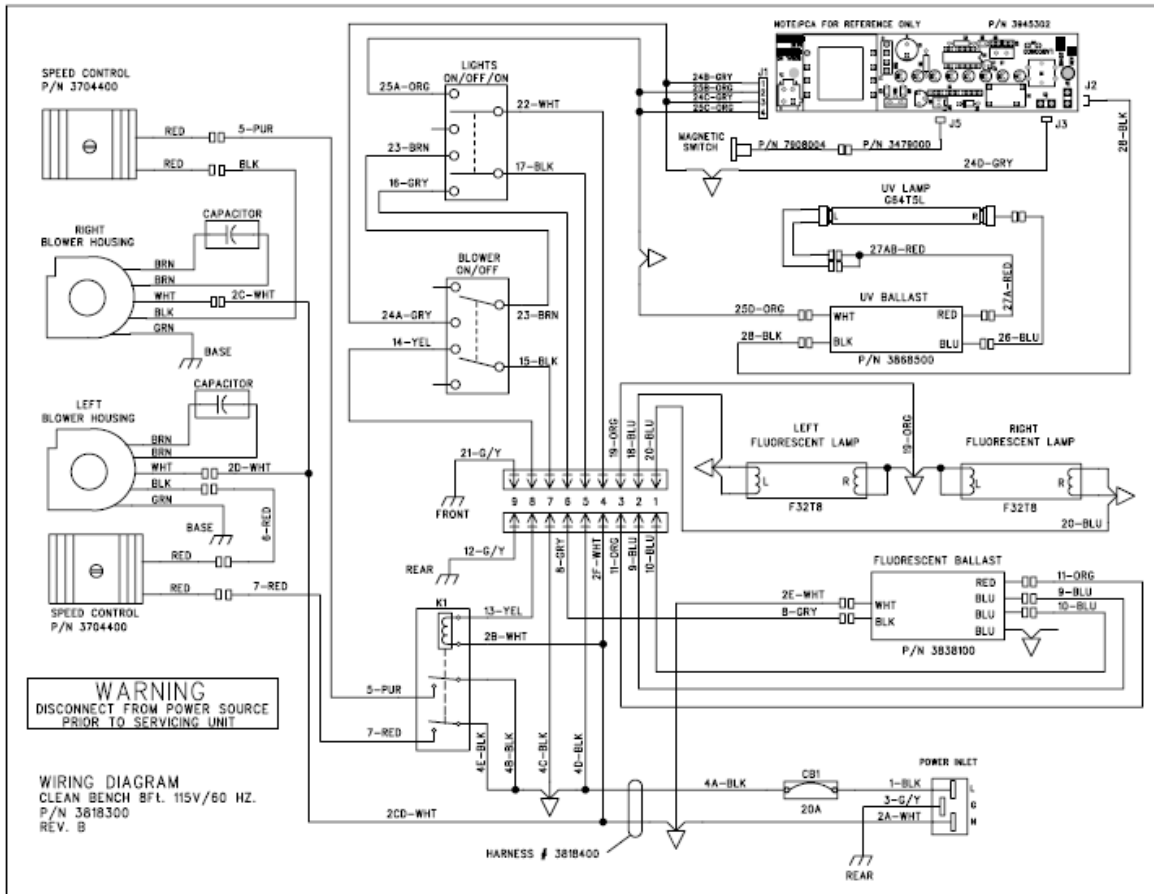 NOTE:PCA FOR REFERENCE ONLY
P/N 3945302
SPEED CONTROL
P/N 3704400
RED
5-PUR
RED
BLK
LIGHTS
ON/OFF/ON
25A-ORG
22-WHT
23-BRN
17-BLK
16-GRY
J1
24B-GRY
25B-ORG
24C-GRY
25C-ORG
1
2
3
4
J2
J5
J3
28-BLK
MAGNETIC
SWITCH
P/N 7908004
P/N 3479000
24D-GRY
RIGHT
BLOWER HOUSING
CAPACITOR
BRN
BRN
WHT
2C-WHT
BLK
GRN
BASE
BLOWER
ON/OFF
24A-GRY
23-BRN
14-YEL
15-BLK
UV LAMP
G64T5L
L
R
27AB-RED
27A-RED
UV BALLAST
25D-ORG
WHT
RED
28-BLK
BLK
BLU
26-BLU
P/N 3868500
LEFT
BLOWER HOUSING
CAPACITOR
BRN
BRN
WHT
2D-WHT
BLK
GRN
BASE
6-RED
RED
RED
7-RED
SPEED CONTROL
P/N 3704400
19-ORG
18-BLU
20-BLU
19-ORG
LEFT
FLUORESCENT LAMP
RIGHT
FLUORESCENT LAMP
L
R
L
R
F32T8
F32T8
20-BLU
21-G/Y
FRONT
9 8 7 6 5 4 3 2 1
12-G/Y
REAR
8-GRY
2F-WHT
11-ORG
9-BLU
10-BLU
FLUORESCENT BALLAST
2E-WHT
WHT
RED
11-ORG
8-GRY
BLK
BLU
9-BLU
BLU
10-BLU
BLU
P/N 3838100
K1
13-YEL
2B-WHT
5-PUR
7-RED
4E-BLK
4B-BLK
4C-BLK
4D-BLK
WARNING
DISCONNECT FROM POWER SOURCE
PRIOR TO SERVICING UNIT
WIRING DIAGRAM
CLEAN BENCH 8Ft. 115V/60 HZ.
P/N 3818300
REV. B
2CD-WHT
HARNESS # 3818400
4A-BLK
CB1
20A
POWER INLET
1-BLK
L
3-G/Y
G
2A-WHT
N
REAR